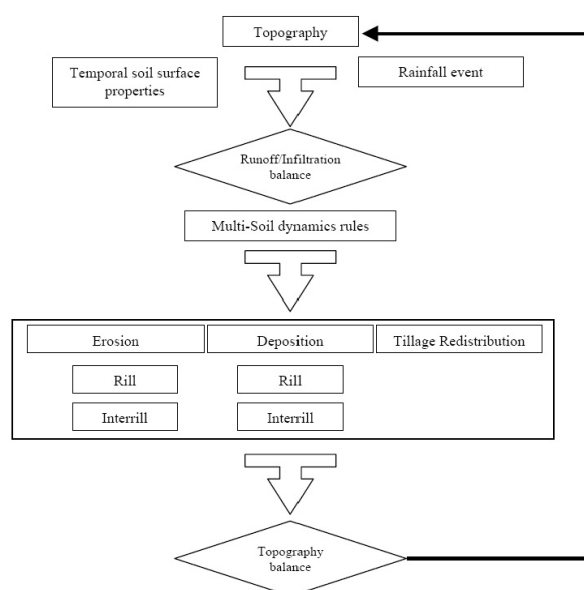 Topography
Temporal soil surface
properties
Rainfall event
Runoff/Infiltration
balance
Multi-Soil dynamics rules
Erosion
Deposition
Tillage Redistribution
Rill
Rill
Interrill
Interrill
Topography
balance